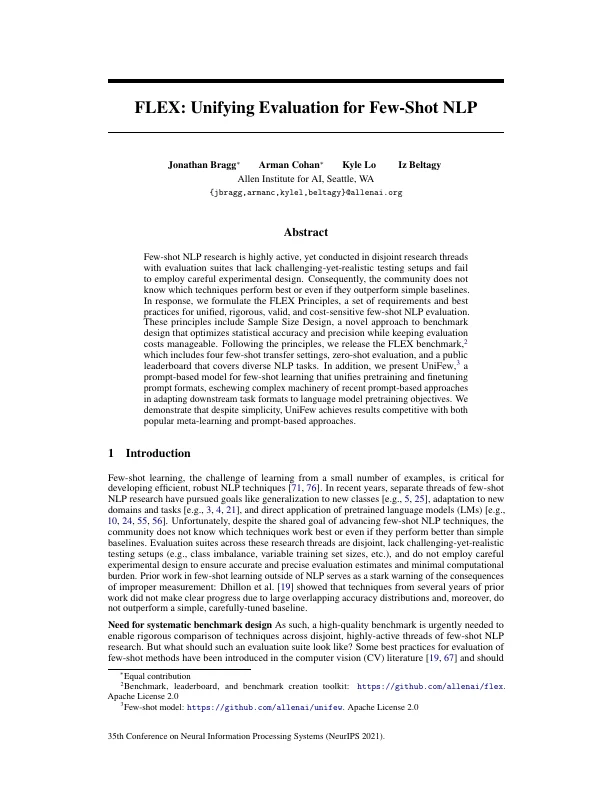 FLEX: Unifying Evaluation for Few-Shot NLP
Jonathan Bragg* Arman Cohan* Kyle Lo Iz Beltagy
Allen Institute for AI, Seattle, WA
{jbragg,armanc,kylel,beltagy}@allenai.org
Abstract
Few-shot NLP research is highly active, yet conducted in disjoint research threads
with evaluation suites that lack challenging-yet-realistic testing setups and fail
to employ careful experimental design. Consequently, the community does not
know which techniques perform best or even if they outperform simple baselines.
In response, we formulate the FLEX Principles, a set of requirements and best
practices for unified, rigorous, valid, and cost-sensitive few-shot NLP evaluation.
These principles include Sample Size Design, a novel approach to benchmark
design that optimizes statistical accuracy and precision while keeping evaluation
costs manageable. Following the principles, we release the FLEX benchmark,2
which includes four few-shot transfer settings, zero-shot evaluation, and a public
leaderboard that covers diverse NLP tasks. In addition, we present UniFew,3 a
prompt-based model for few-shot learning that unifies pretraining and finetuning
prompt formats, eschewing complex machinery of recent prompt-based approaches
in adapting downstream task formats to language model pretraining objectives. We
demonstrate that despite simplicity, UniFew achieves results competitive with both
popular meta-learning and prompt-based approaches.
1 Introduction
Few-shot learning, the challenge of learning from a small number of examples, is critical for
developing efficient, robust NLP techniques [71, 76]. In recent years, separate threads of few-shot
NLP research have pursued goals like generalization to new classes [e.g., 5, 25], adaptation to new
domains and tasks [e.g., 3, 4, 21], and direct application of pretrained language models (LMs) [e.g.,
10, 24, 55, 56]. Unfortunately, despite the shared goal of advancing few-shot NLP techniques, the
community does not know which techniques work best or even if they perform better than simple
baselines. Evaluation suites across these research threads are disjoint, lack challenging-yet-realistic
testing setups (e.g., class imbalance, variable training set sizes, etc.), and do not employ careful
experimental design to ensure accurate and precise evaluation estimates and minimal computational
burden. Prior work in few-shot learning outside of NLP serves as a stark warning of the consequences
of improper measurement: Dhillon et al. [19] showed that techniques from several years of prior
work did not make clear progress due to large overlapping accuracy distributions and, moreover, do
not outperform a simple, carefully-tuned baseline.
Need for systematic benchmark design As such, a high-quality benchmark is urgently needed to
enable rigorous comparison of techniques across disjoint, highly-active threads of few-shot NLP
research. But what should such an evaluation suite look like? Some best practices for evaluation of
few-shot methods have been introduced in the computer vision (CV) literature [19, 67] and should
*Equal contribution
2Benchmark, leaderboard, and benchmark creation toolkit: https://github.com/allenai/flex.
Apache License 2.0
3Few-shot model: https://github.com/allenai/unifew. Apache License 2.0
35th Conference on Neural Information Processing Systems (NeurIPS 2021).